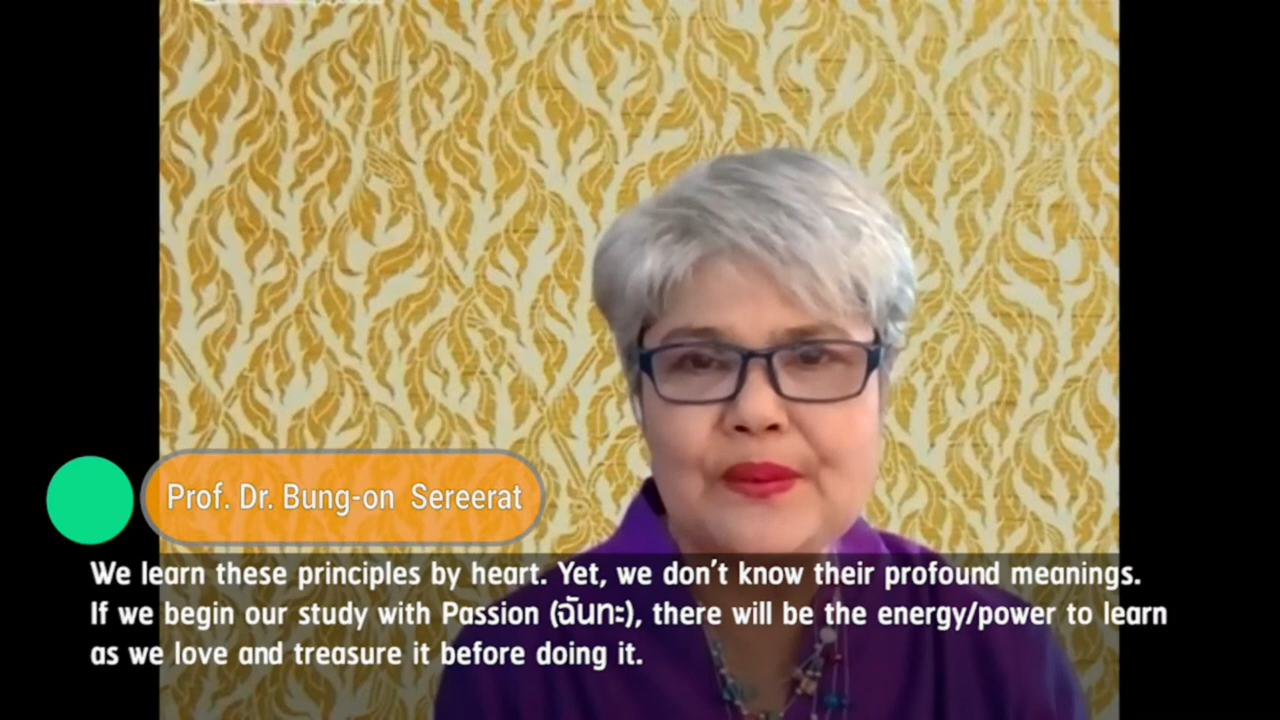 Prof. Dr. Bung-on Sereerat
We learn these principles by heart. Yet, we don't know their profound meanings.
If we begin our study with Passion (ฉันทะ), there will be the energy/power to learn
as we love and treasure it before doing it.